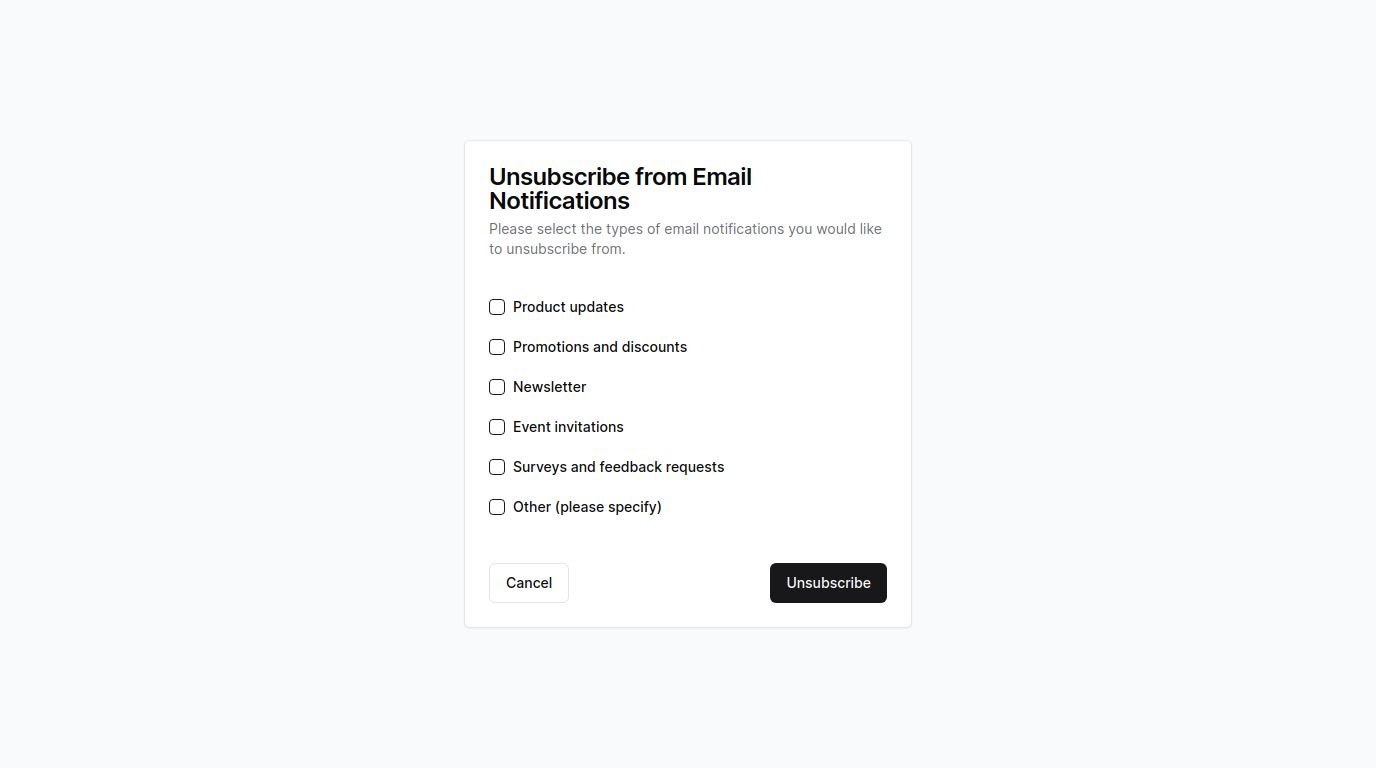 Unsubscribe from Email
Notifications
Please select the types of email notifications you would like
to unsubscribe from.
Product updates
Promotions and discounts
Newsletter
Event invitations
Surveys and feedback requests
Other (please specify)
Cancel
Unsubscribe